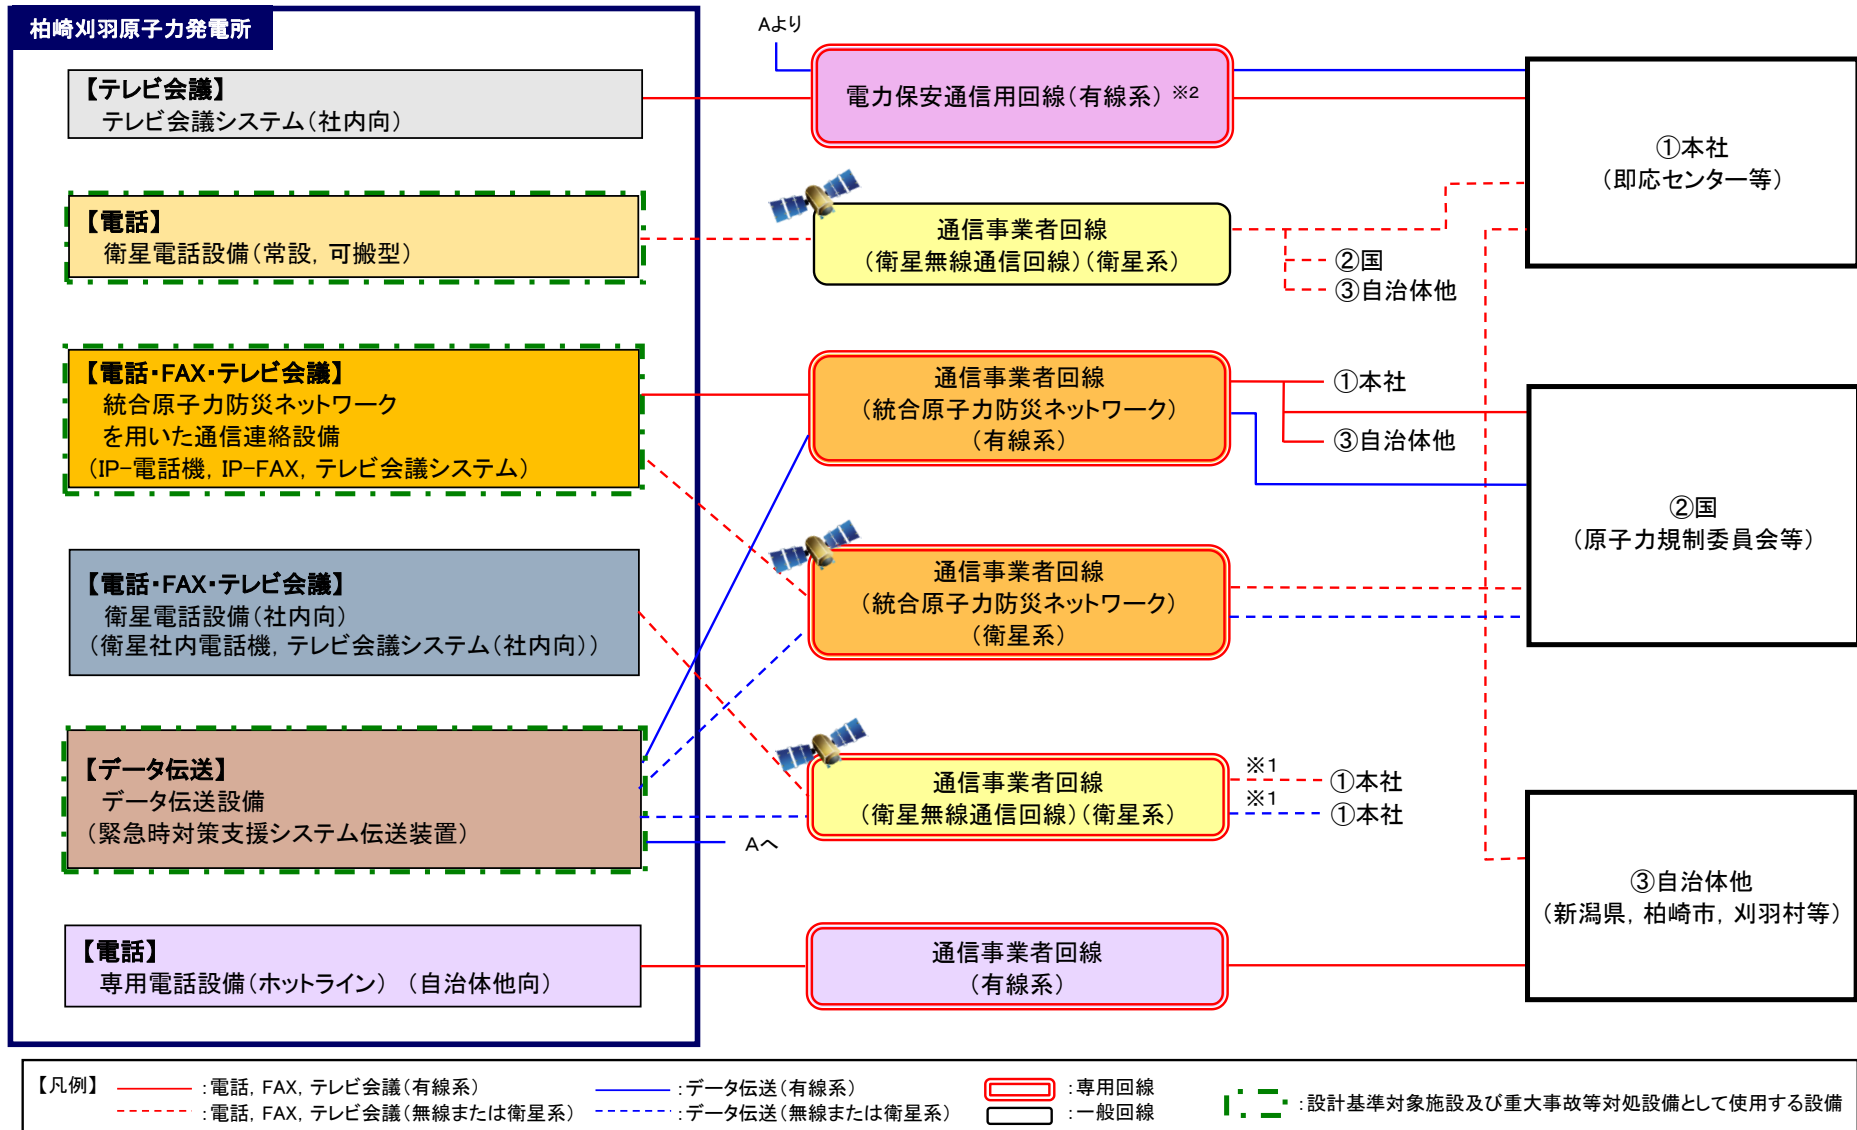 柏崎刈羽原子力発電所
【テレビ会議】
テレビ会議システム(社内向)
【電話】
衛星電話設備(常設, 可搬型)
【電話・FAX・テレビ会議】
統合原子力防災ネットワーク
を用いた通信連絡設備
(IP-電話機, IP-FAX, テレビ会議システム)
【電話・FAX・テレビ会議】
衛星電話設備(社内向)
(衛星社内電話機, テレビ会議システム(社内向))
【データ伝送】
データ伝送設備
(緊急時対策支援システム伝送装置)
【電話】
専用電話設備(ホットライン) (自治体他向)
Aより
Aへ
電力保安通信用回線(有線系) ※2
通信事業者回線
(衛星無線通信回線)(衛星系)
通信事業者回線
(統合原子力防災ネットワーク)
(有線系)
通信事業者回線
(統合原子力防災ネットワーク)
(衛星系)
通信事業者回線
(衛星無線通信回線)(衛星系)
通信事業者回線
(有線系)
②国
③自治体他
①本社
③自治体他
※1
①本社
※1
①本社
①本社
(即応センター等)
②国
(原子力規制委員会等)
③自治体他
(新潟県, 柏崎市, 刈羽村等)
【凡例】
:電話, FAX, テレビ会議(有線系)
:電話, FAX, テレビ会議(無線または衛星系)
:データ伝送(有線系)
:データ伝送(無線または衛星系)
:専用回線
:一般回線
:設計基準対象施設及び重大事故等対処設備として使用する設備